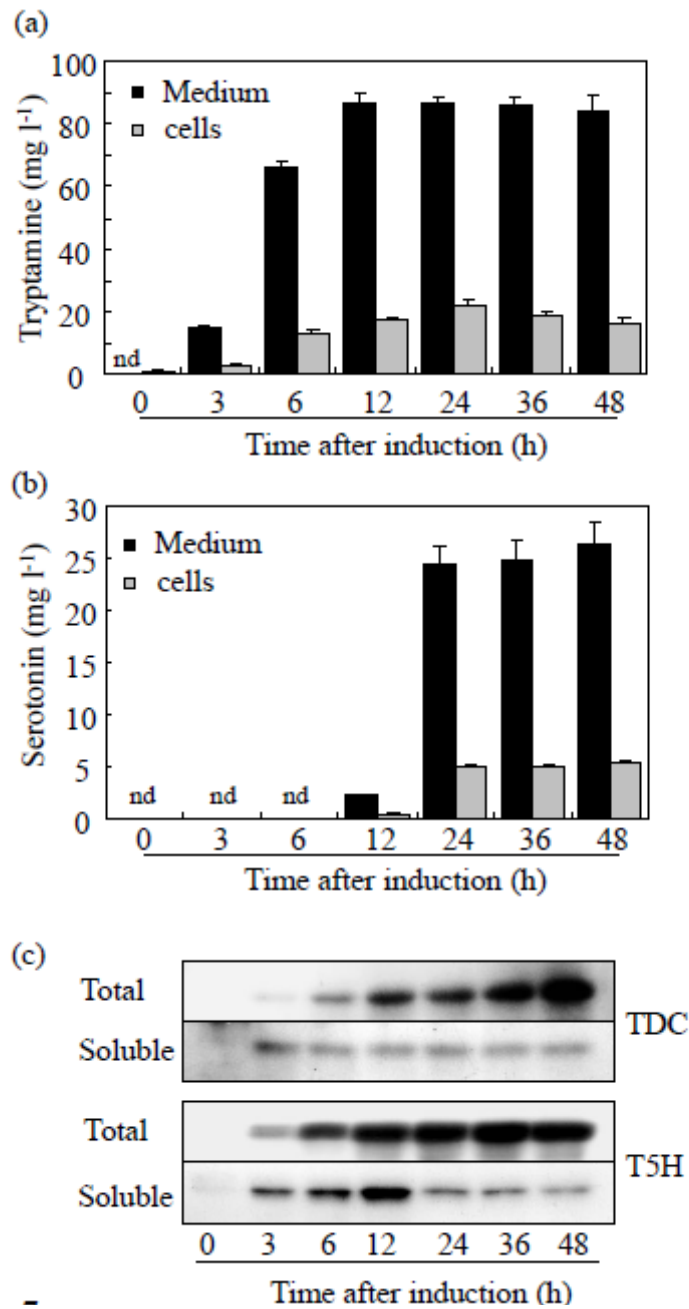 (a)
100
80
60
40
20
0
Tryptamine (mg l-1)
Medium
cells
nd
0 3 6 12 24 36 48
Time after induction (h)
(b)
30
25
20
15
10
5
0
Serotonin (mg l-1)
Medium
cells
nd nd nd
0 3 6 12 24 36 48
Time after induction (h)
(c)
Total
TDC
Soluble
Total
T5H
Soluble
0 3 6 12 24 36 48
Time after induction (h)